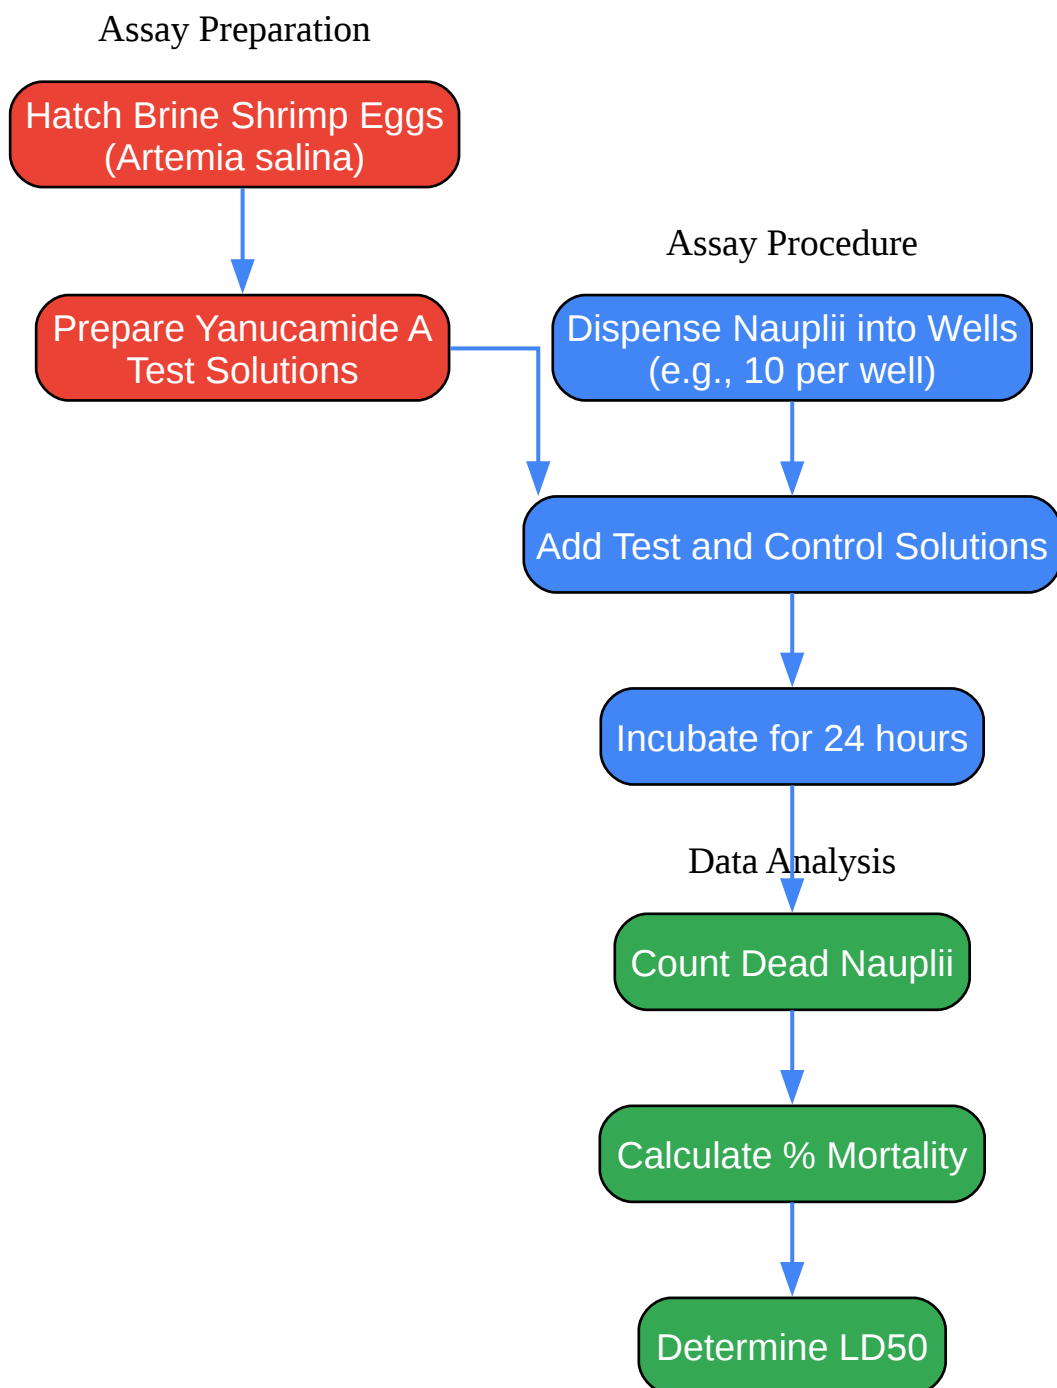 Assay Preparation
Hatch Brine Shrimp Eggs
(Artemia salina)
Prepare Yanucamide A
Test Solutions
Assay Procedure
Dispense Nauplii into Wells
(e.g., 10 per well)
Add Test and Control Solutions
Incubate for 24 hours
Data Analysis
Count Dead Nauplii
Calculate % Mortality
Determine LD50